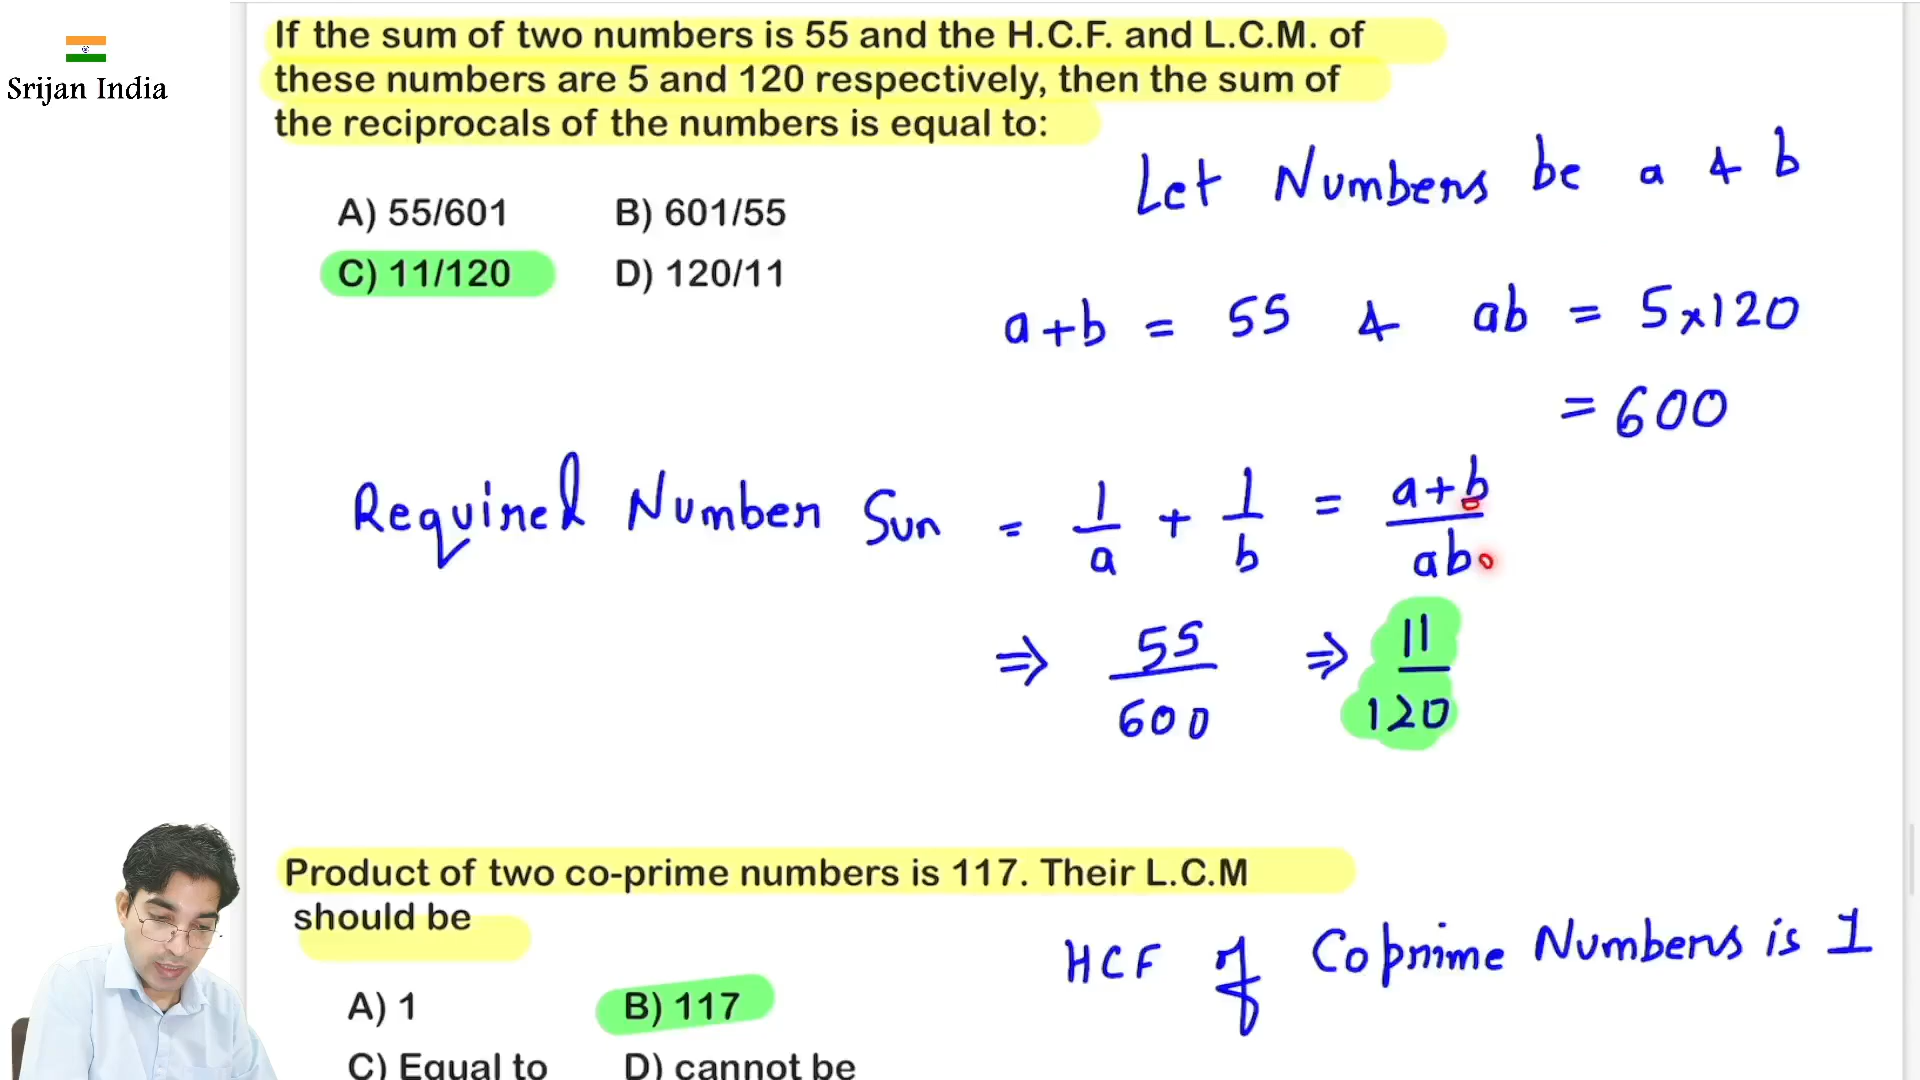 Srijan India
If the sum of two numbers is 55 and the H.C.F. and L.C.M. of
these numbers are 5 and 120 respectively, then the sum of
the reciprocals of the numbers is equal to:
A) 55/601 B) 601/55
C) 11/120 D) 120/11
Let Numbers be a & b
a+b = 55 & ab = 5×120
= 600
Required Number Sum = 1/a + 1/b = a+b/ab
⇒ 55/600 ⇒ 11/120
Product of two co-prime numbers is 117. Their L.C.M
should be
HCF of Coprime Numbers is 1
A) 1 B) 117
C) Equal to D) cannot be